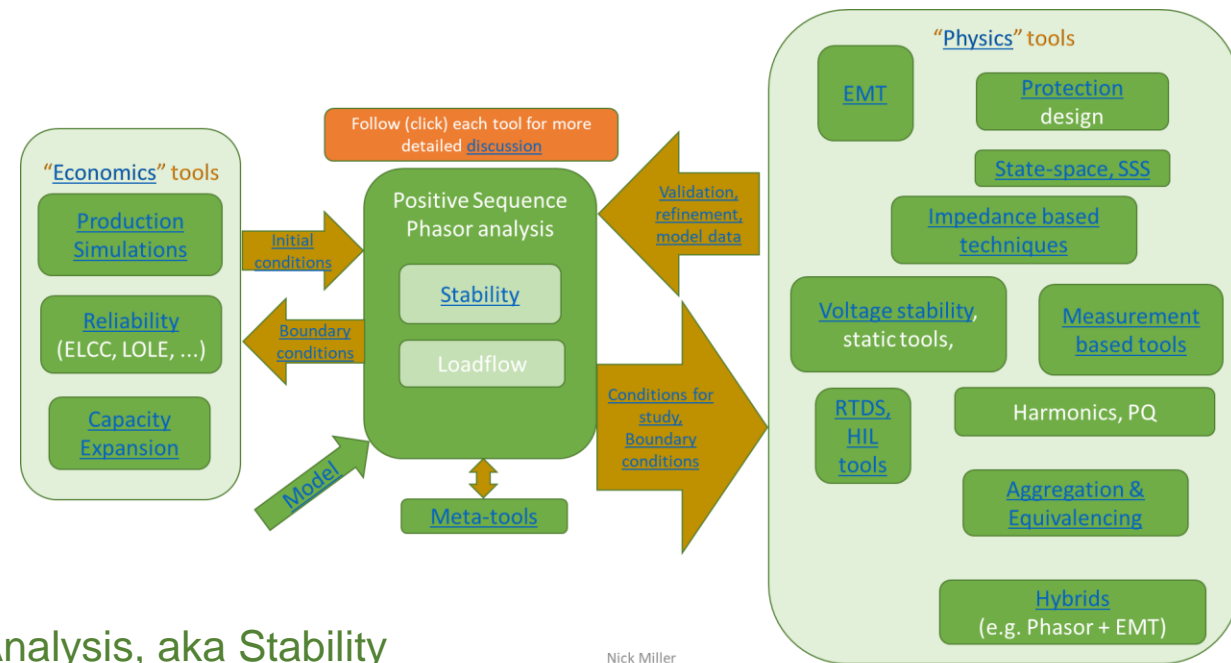 "Economics" tools
Production
Simulations
Reliability
(ELCC, LOLE, ...)
Capacity
Expansion
Initial
conditions
Boundary
conditions
Model
Follow (click) each tool for more
detailed discussion
Positive Sequence
Phasor analysis
Stability
Loadflow
Meta-tools
Validation,
refinement,
model data
Conditions for
study,
Boundary
conditions
"Physics" tools
EMT
Protection
design
State-space, SSS
Impedance based
techniques
Voltage stability,
static tools,
Measurement
based tools
RTDS,
HIL
tools
Harmonics, PQ
Aggregation &
Equivalencing
Hybrids
(e.g. Phasor + EMT)
Analysis, aka Stability
Nick Miller